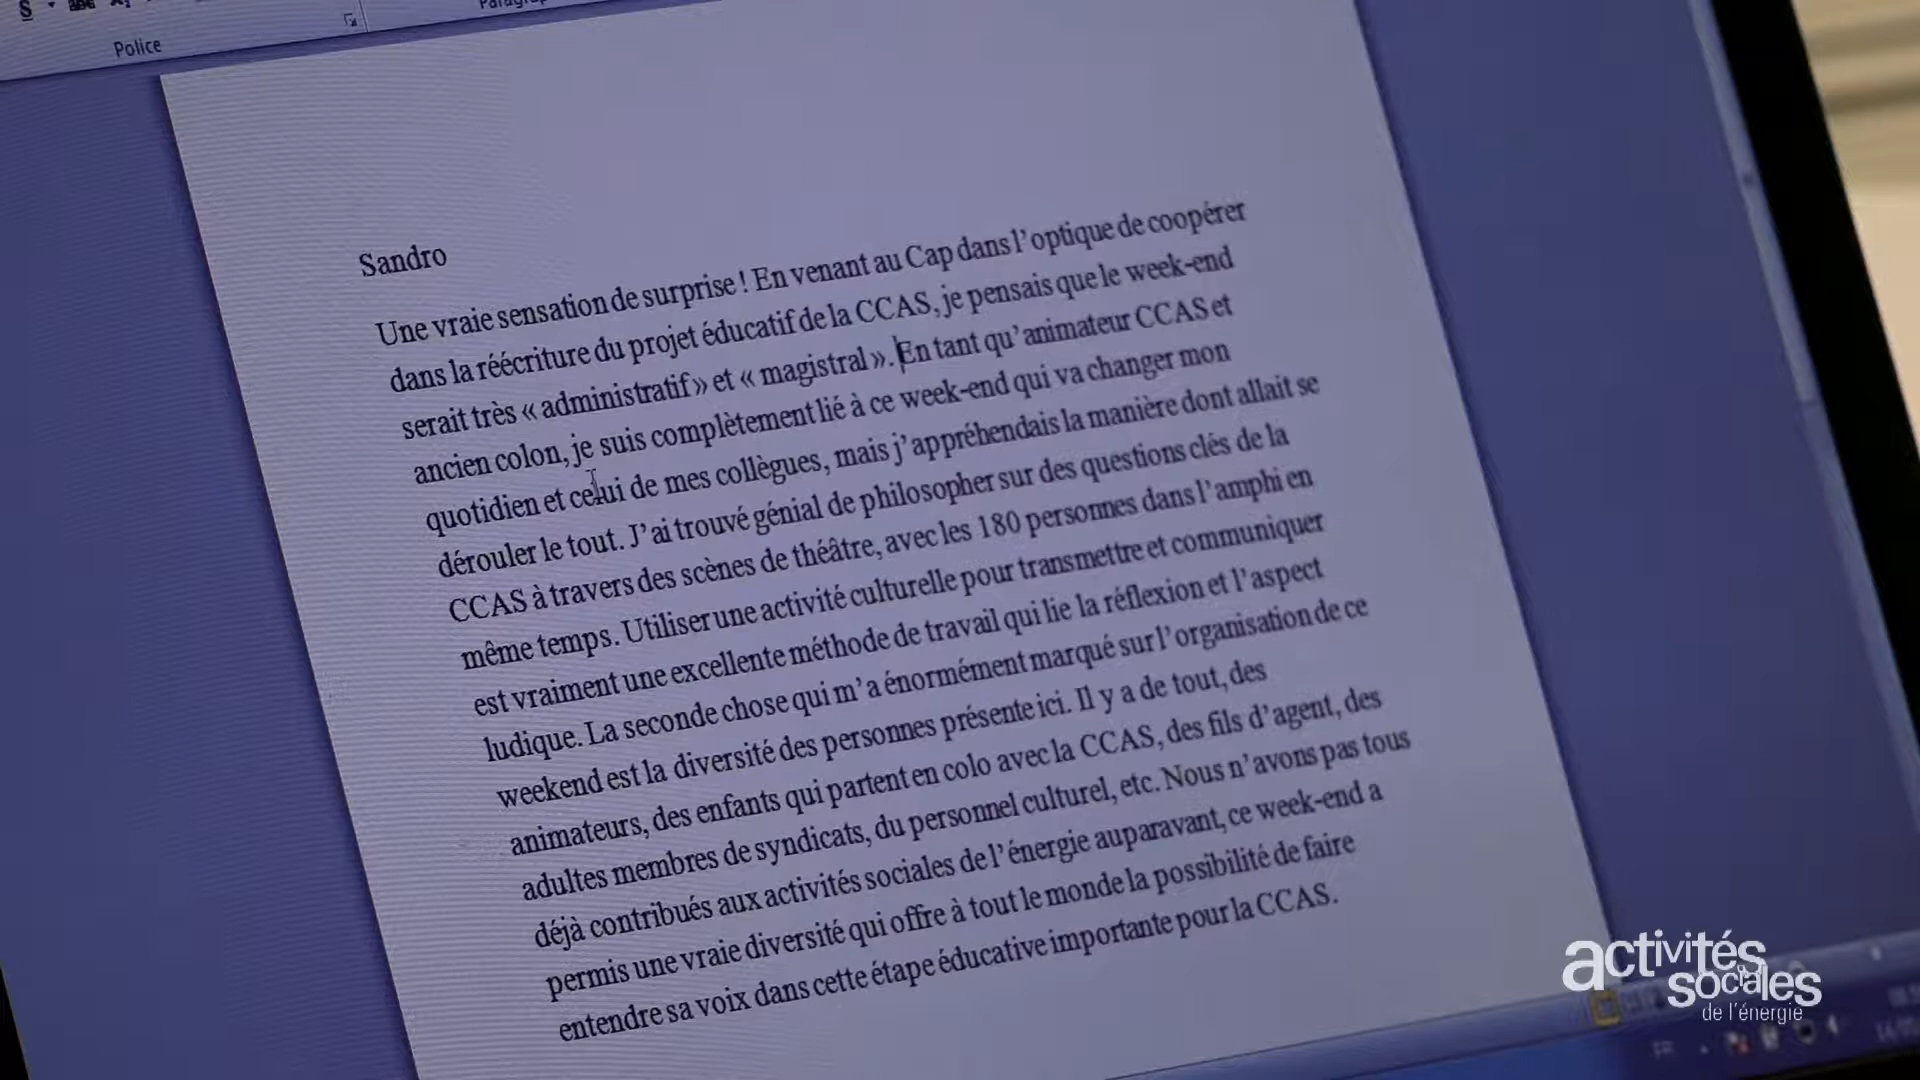 Police
Sandro
Une vraie sensation de surprise ! En venant au Cap dans l’optique de coopérer
dans la réécriture du projet éducatif de la CCAS, je pensais que le week-end
serait très « administratif » et « magistral ». En tant qu’animateur CCAS et
ancien colon, je suis complètement lié à ce week-end qui va changer mon
quotidien et celui de mes collègues, mais j’appréhendais la manière dont allait se
dérouler le tout. J’ai trouvé génial de philosopher sur des questions clés de la
CCAS à travers des scènes de théâtre, avec les 180 personnes dans l’amphi en
même temps. Utiliser une activité culturelle pour transmettre et communiquer
est vraiment une excellente méthode de travail qui lie la réflexion et l’aspect
ludique. La seconde chose qui m’a énormément marqué sur l’organisation de ce
weekend est la diversité des personnes présente ici. Il y a de tout, des
animateurs, des enfants qui partent en colo avec la CCAS, des fils d’agent, des
adultes membres de syndicats, du personnel culturel, etc. Nous n’avons pas tous
déjà contribués aux activités sociales de l’énergie auparavant, ce week-end a
permis une vraie diversité qui offre à tout le monde la possibilité de faire
entendre sa voix dans cette étape éducative importante pour la CCAS.
activités
sociales
de l’énergie